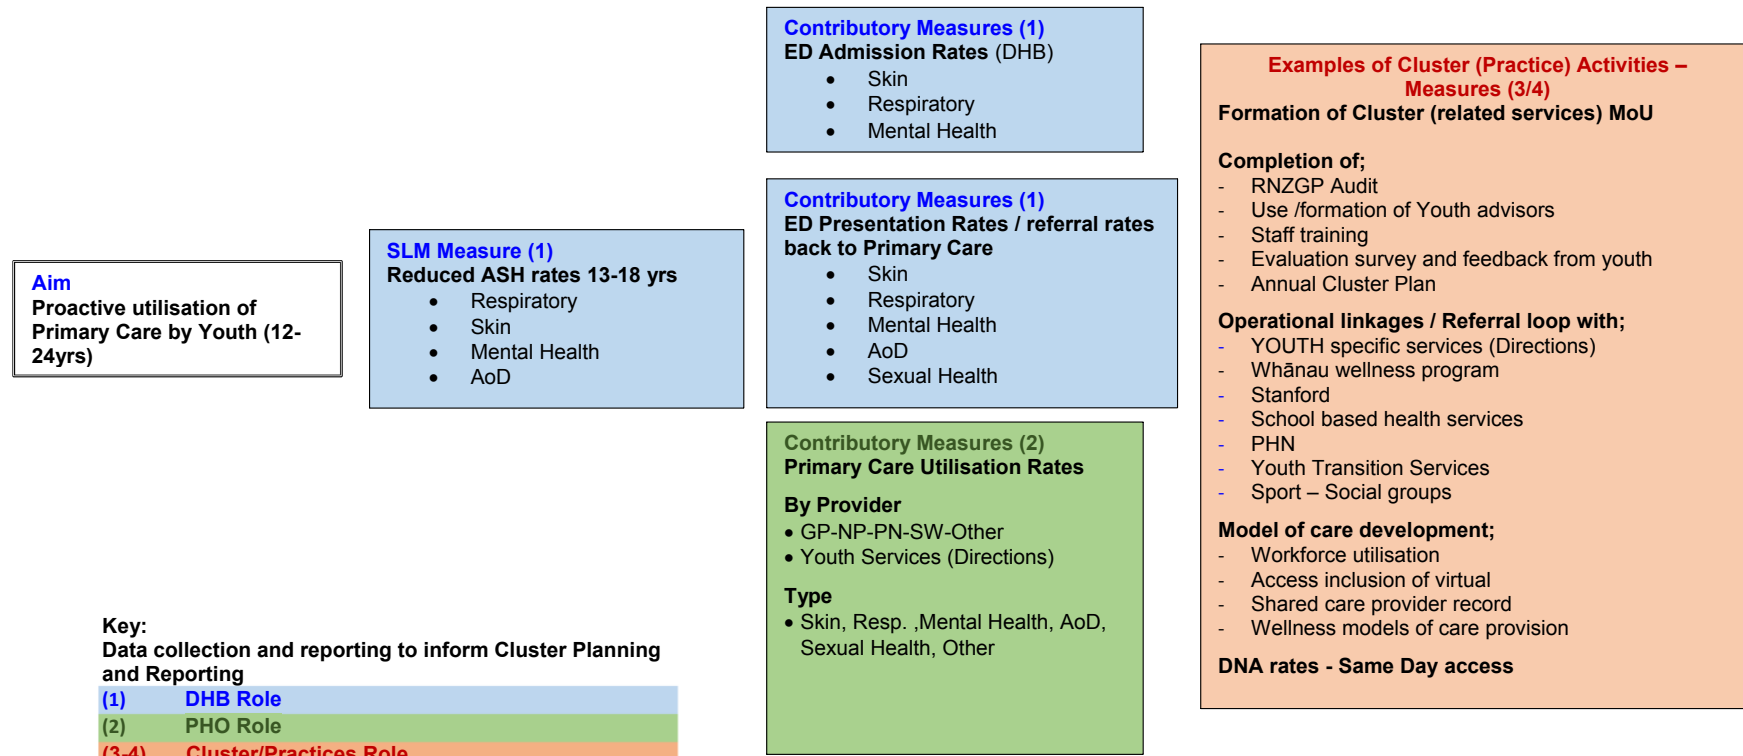 Aim
Proactive utilisation of
Primary Care by Youth (12-
24yrs)
SLM Measure (1)
Reduced ASH rates 13-18 yrs
• Respiratory
• Skin
• Mental Health
• AoD
Contributory Measures (1)
ED Admission Rates (DHB)
• Skin
• Respiratory
• Mental Health
Contributory Measures (1)
ED Presentation Rates / referral rates
back to Primary Care
• Skin
• Respiratory
• Mental Health
• AoD
• Sexual Health
Contributory Measures (2)
Primary Care Utilisation Rates
By Provider
• GP-NP-PN-SW-Other
• Youth Services (Directions)
Type
• Skin, Resp. ,Mental Health, AoD,
Sexual Health, Other
Examples of Cluster (Practice) Activities –
Measures (3/4)
Formation of Cluster (related services) MoU
Completion of;
- RNZGP Audit
- Use /formation of Youth advisors
- Staff training
- Evaluation survey and feedback from youth
- Annual Cluster Plan
Operational linkages / Referral loop with;
- YOUTH specific services (Directions)
- Whānau wellness program
- Stanford
- School based health services
- PHN
- Youth Transition Services
- Sport – Social groups
Model of care development;
- Workforce utilisation
- Access inclusion of virtual
- Shared care provider record
- Wellness models of care provision
DNA rates - Same Day access
Key:
Data collection and reporting to inform Cluster Planning
and Reporting
(1) DHB Role
(2) PHO Role
(3-4) Cluster/Practices Role